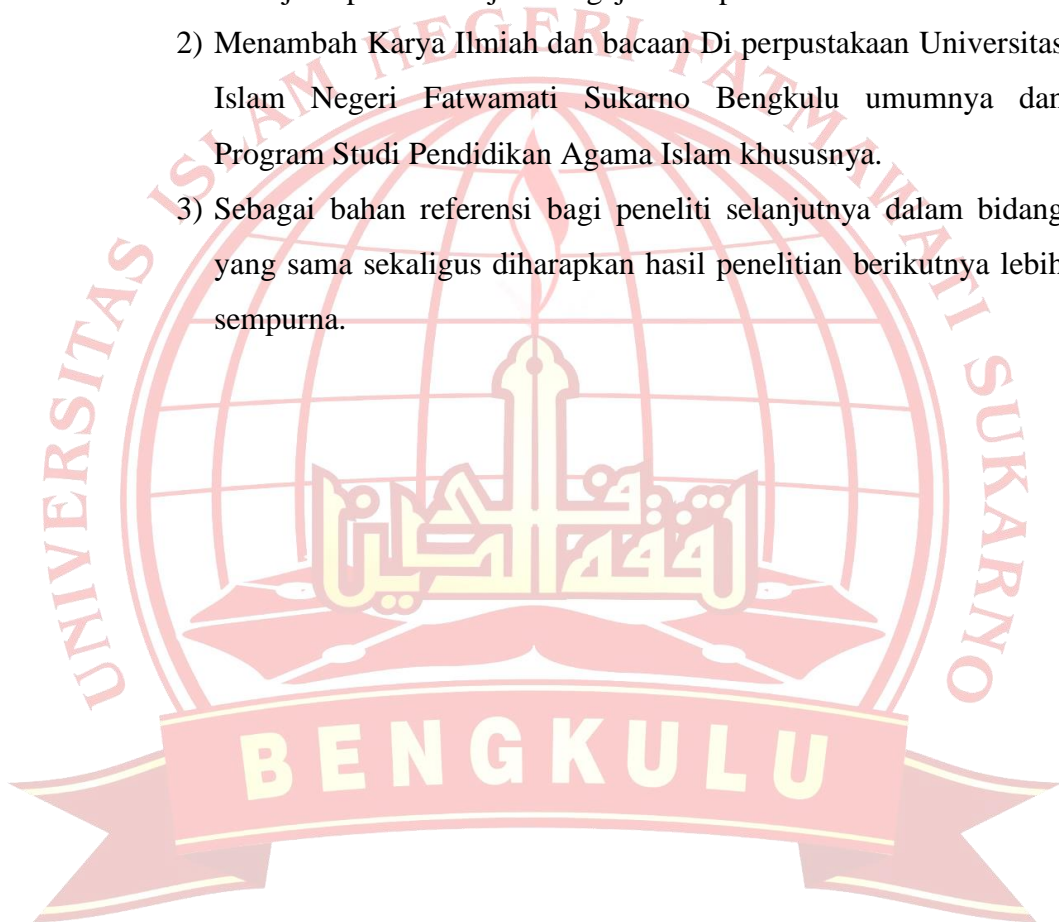 2) Menambah Karya Ilmiah dan bacaan Di perpustakaan Universitas
Islam Negeri Fatwamati Sukarno Bengkulu umumnya dan
Program Studi Pendidikan Agama Islam khususnya.
3) Sebagai bahan referensi bagi peneliti selanjutnya dalam bidang
yang sama sekaligus diharapkan hasil penelitian berikutnya lebih
sempurna.
UNIVERSITAS ISLAM NEGERI FATMAWATI SUKARNO
BENGKULU